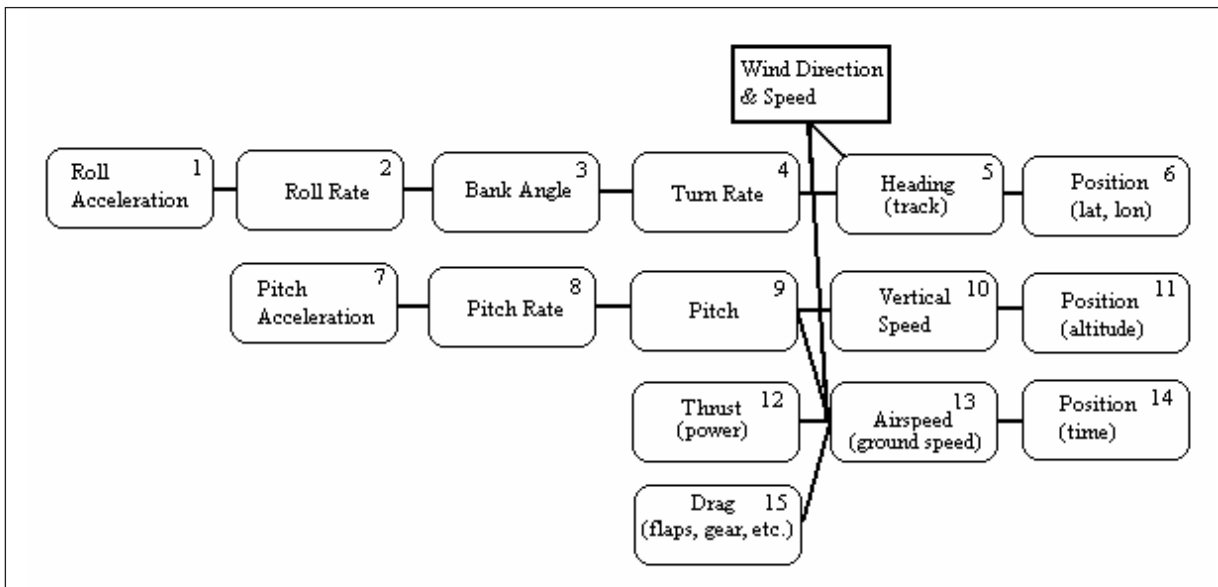 Wind Direction
& Speed
Roll 1
Acceleration
2
Roll Rate
3
Bank Angle
4
Turn Rate
Heading 5
(track)
Position 6
(lat, lon)
Pitch 7
Acceleration
8
Pitch Rate
9
Pitch
Vertical 10
Speed
Position 11
(altitude)
Thrust 12
(power)
13
Airspeed
(ground speed)
Position 14
(time)
Drag 15
(flaps, gear, etc.)